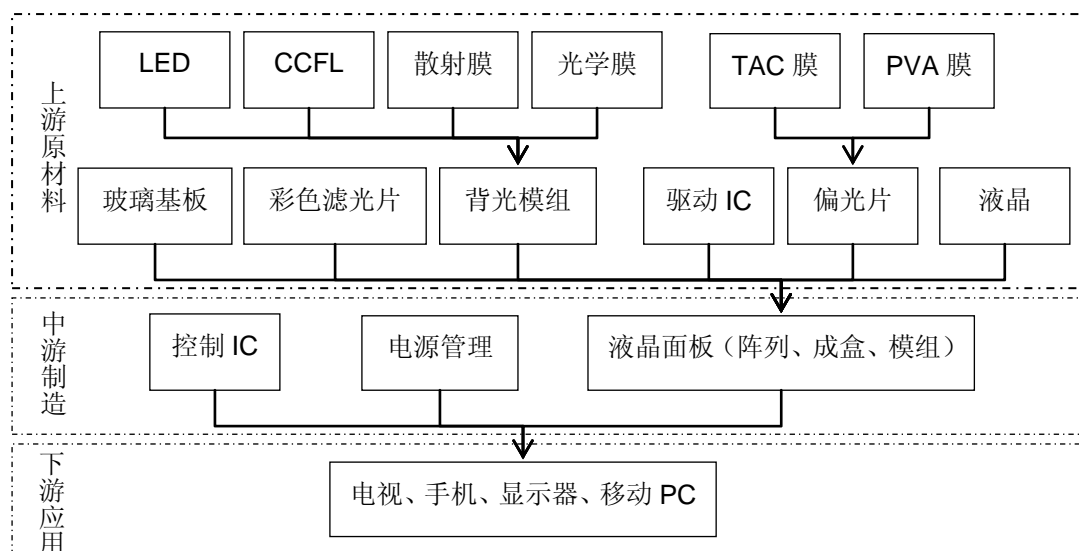 上游原材料
LED
CCFL
散射膜
光学膜
TAC 膜
PVA 膜
玻璃基板
彩色滤光片
背光模组
驱动 IC
偏光片
液晶
中游制造
控制 IC
电源管理
液晶面板（阵列、成盒、模组）
下游应用
电视、手机、显示器、移动 PC